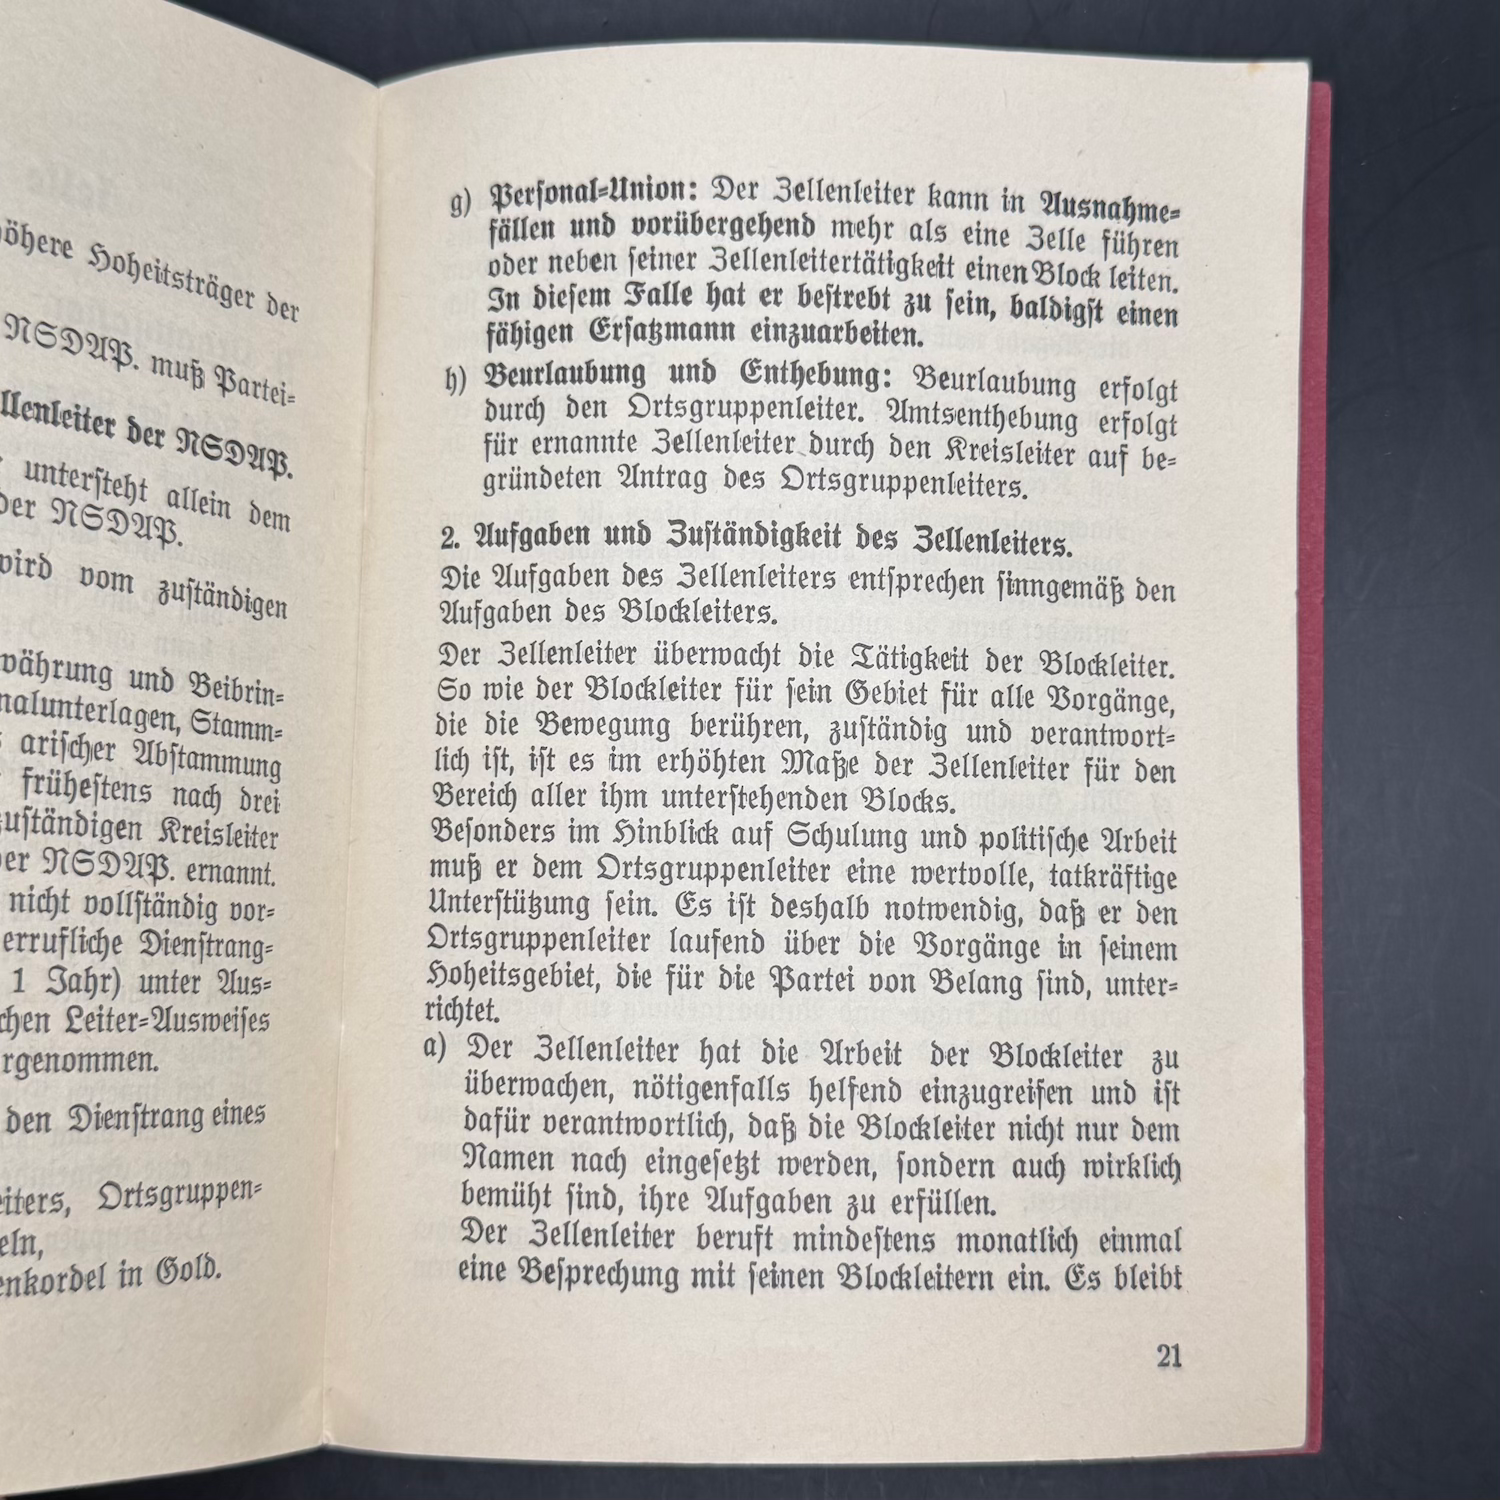 höhere Hoheitsträger der
NSDAP. muß Partei-
der NSDAP.
untersteht allein dem
der NSDAP.
wird vom zuständigen
und Beibrin-
Stamm-
arischer Abstammung
frühestens nach drei
zuständigen Kreisleiter
der NSDAP. ernannt.
nicht vollständig vor-
Dienstrang-
1 Jahr) unter Aus-
Leiter-Ausweises
den Dienstrang eines
Ortsgruppen-
in Gold.
g) Personal-Union: Der Zellenleiter kann in Ausnahme-
fällen und vorübergehend mehr als eine Zelle führen
oder neben seiner Zellenleitertätigkeit einen Block leiten.
In diesem Falle hat er bestrebt zu sein, baldigst einen
fähigen Ersatzmann einzuarbeiten.
h) Beurlaubung und Enthebung: Beurlaubung erfolgt
durch den Ortsgruppenleiter. Amtsenthebung erfolgt
für ernannte Zellenleiter durch den Kreisleiter auf be-
gründeten Antrag des Ortsgruppenleiters.
2. Aufgaben und Zuständigkeit des Zellenleiters.
Die Aufgaben des Zellenleiters entsprechen sinngemäß den
Aufgaben des Blockleiters.
Der Zellenleiter überwacht die Tätigkeit der Blockleiter.
So wie der Blockleiter für sein Gebiet für alle Vorgänge,
die die Bewegung berühren, zuständig und verantwort-
lich ist, ist es im erhöhten Maße der Zellenleiter für den
Bereich aller ihm unterstehenden Blocks.
Besonders im Hinblick auf Schulung und politische Arbeit
muß er dem Ortsgruppenleiter eine wertvolle, tatkräftige
Unterstützung sein. Es ist deshalb notwendig, daß er den
Ortsgruppenleiter laufend über die Vorgänge in seinem
Hoheitsgebiet, die für die Partei von Belang sind, unter-
richtet.
a) Der Zellenleiter hat die Arbeit der Blockleiter zu
überwachen, nötigenfalls helfend einzugreifen und ist
dafür verantwortlich, daß die Blockleiter nicht nur dem
Namen nach eingesetzt werden, sondern auch wirklich
bemüht sind, ihre Aufgaben zu erfüllen.
Der Zellenleiter beruft mindestens monatlich einmal
eine Besprechung mit seinen Blockleitern ein. Es bleibt
21